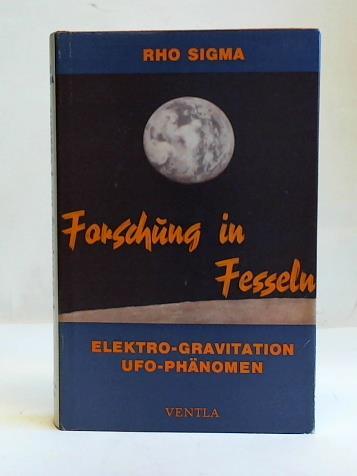 RHO SIGMA
Forschung in
Fesseln
ELEKTRO-GRAVITATION
UFO-PHÄNOMEN
VENTLA